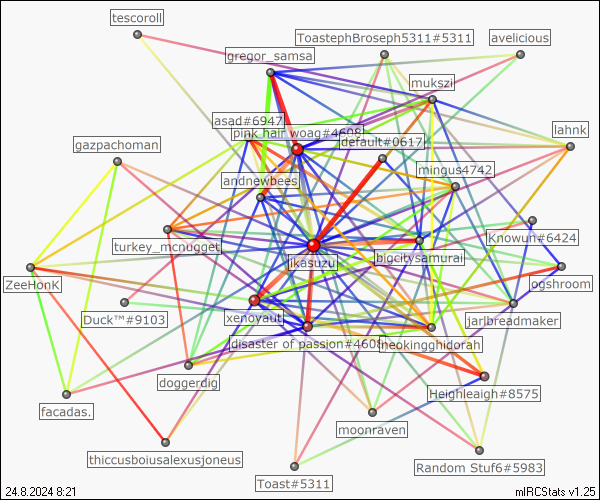 tescoroll
ToastephBroseph5311#5311
avelicious
gregor_samsa
mukszi
asad#6947
pink hair woag#4608
default#0617
lahnk
gazpachoman
mingus4742
andnewbees
turkey_mcnugget
Knowun#6424
jikasuzu
bigcitysamurai
ZeeHonK
ogshroom
Duck™#9103
xenoyaut
jarlbreadmaker
disaster of passion#4608
theokingghidorah
doggerdig
Heighleaigh#8575
facadas.
moonraven
thiccusboiusalexusjoneus
Random Stuf6#5983
Toast#5311
24.8.2024 8:21
mIRCStats v1.25